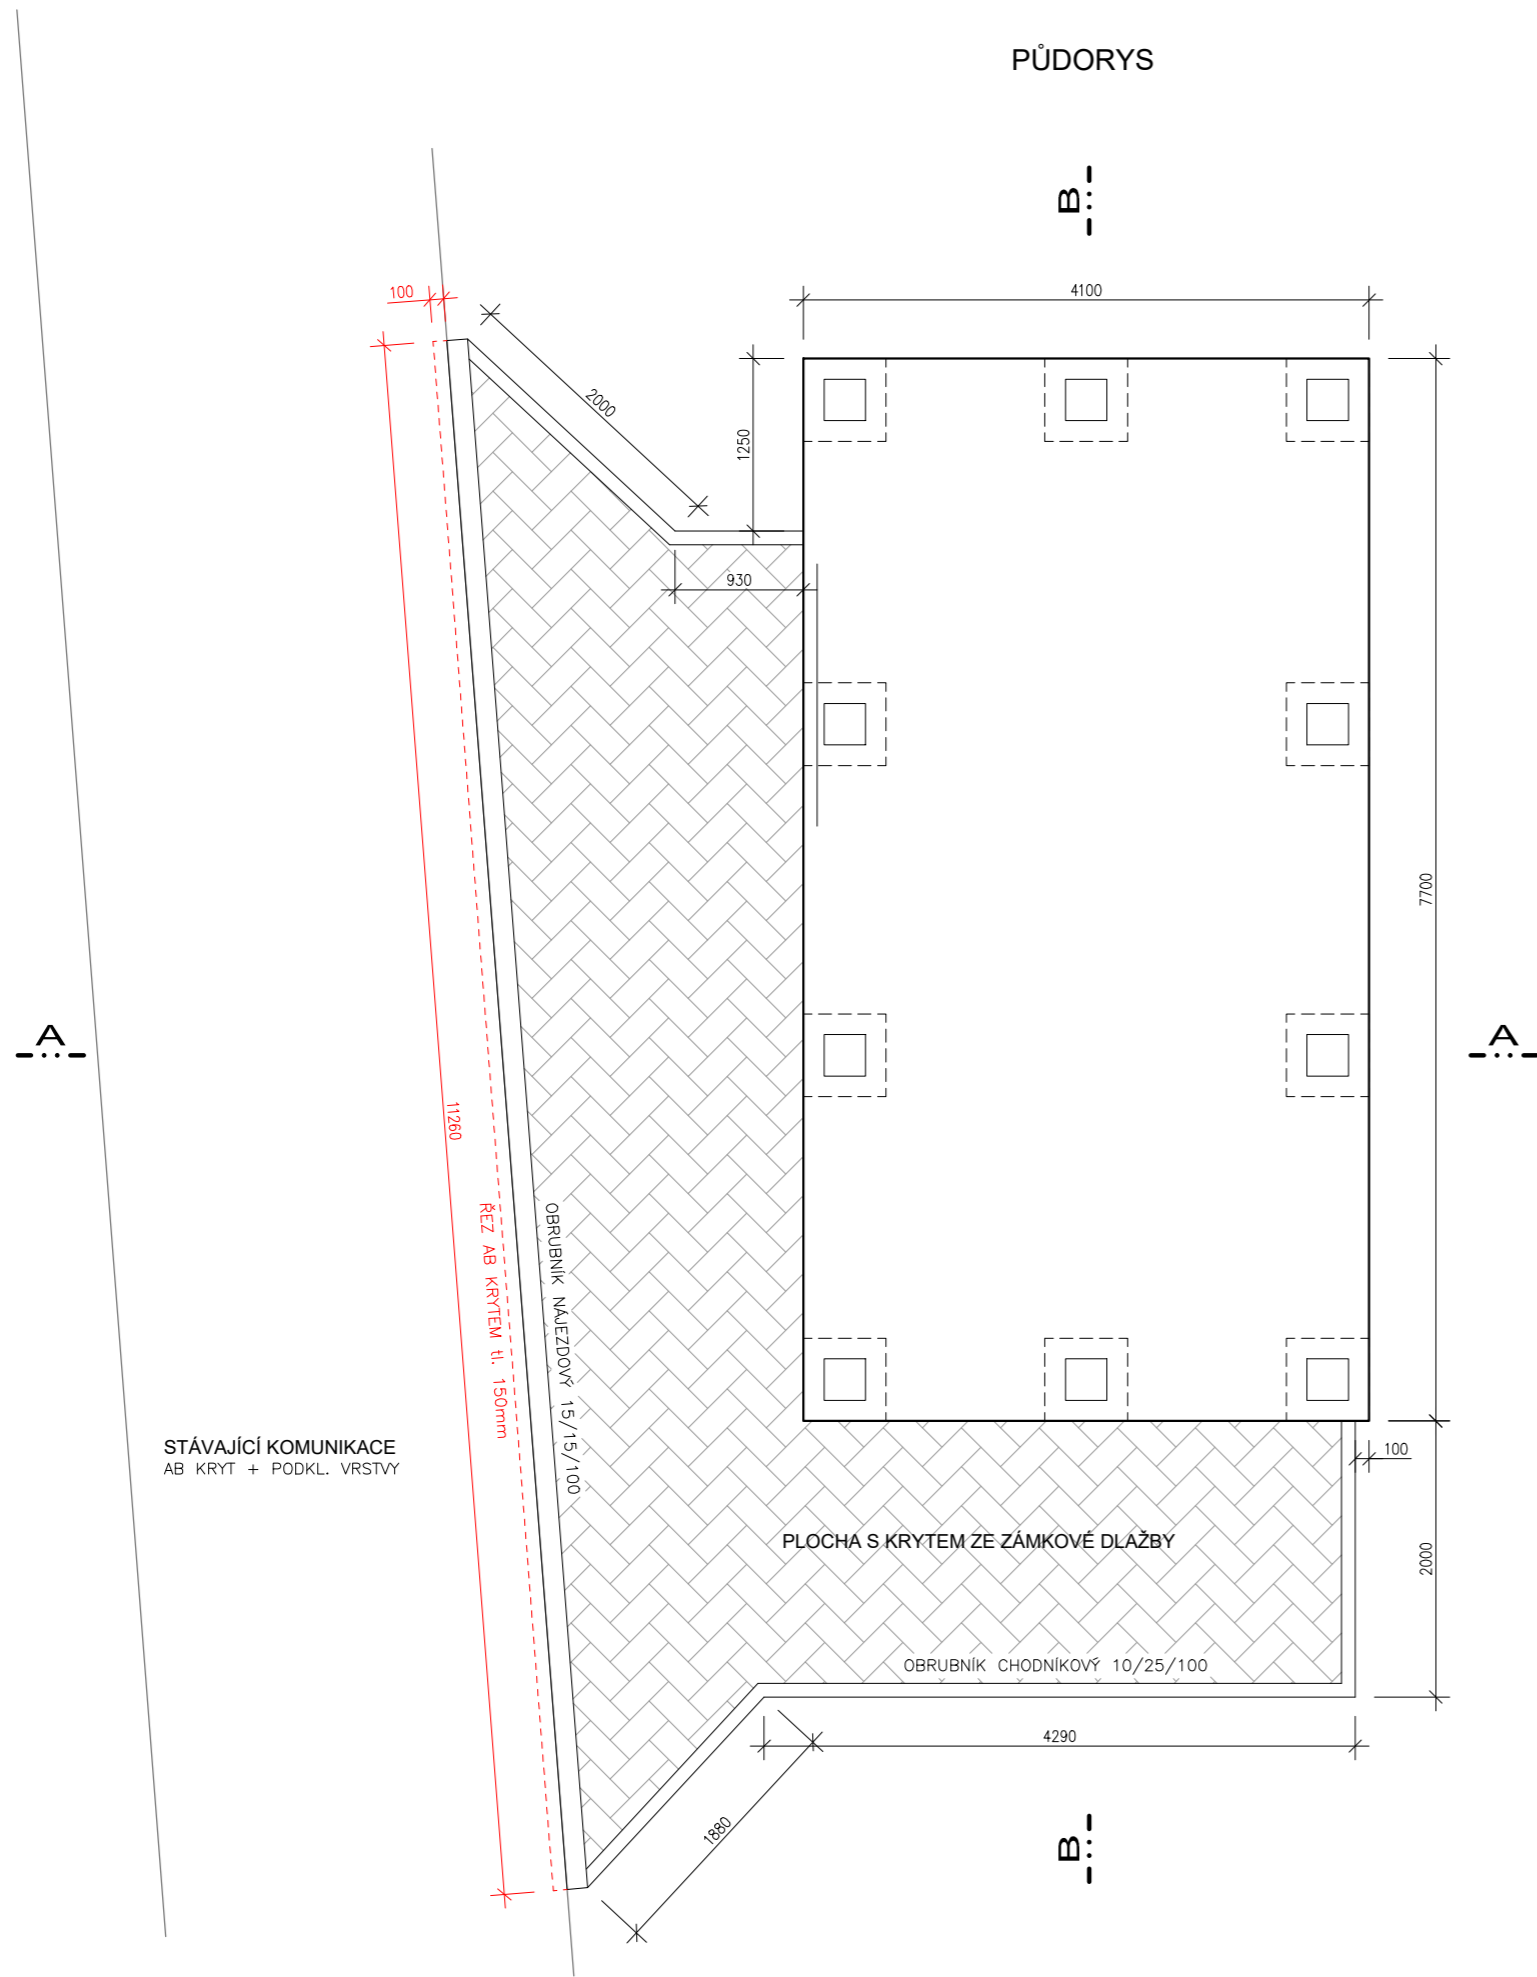 PŮDORYS
B
100
4100
2000
1250
930
7700
A
A
11260
OBRUBNÍK NÁJEZDOVÝ 15/15/100
ŘEZ AB KRYTEM tl. 150mm
STÁVAJÍCÍ KOMUNIKACE
AB KRYT + PODKL. VRSTVY
100
PLOCHA S KRYTEM ZE ZÁMKOVÉ DLAŽBY
2000
OBRUBNÍK CHODNÍKOVÝ 10/25/100
4290
1880
B